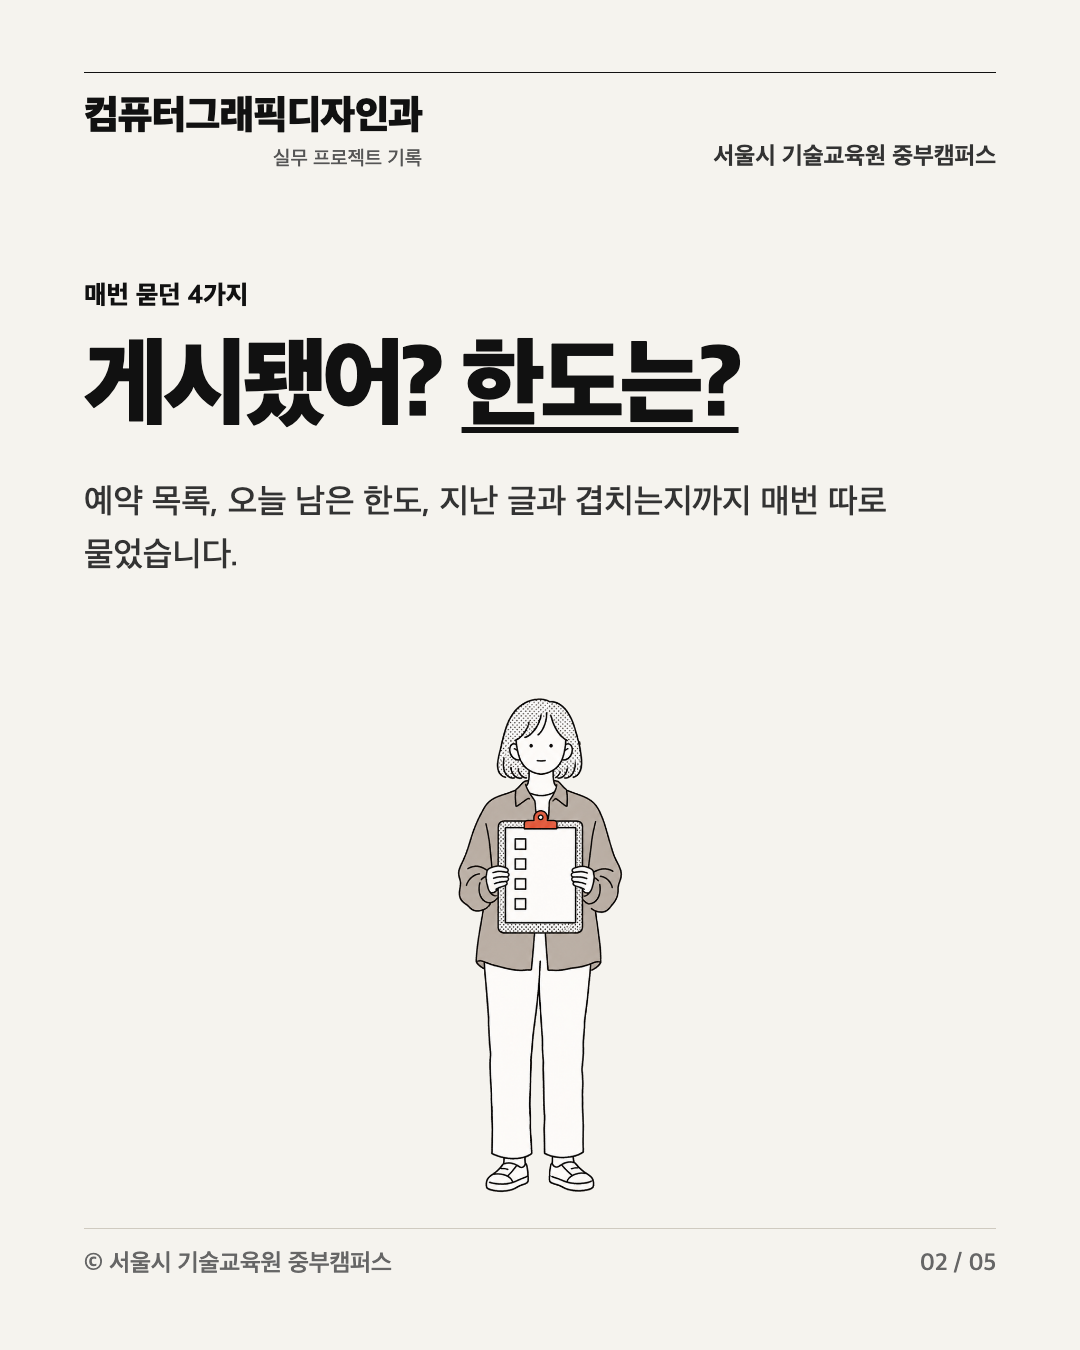 컴퓨터그래픽디자인과
실무 프로젝트 기록
서울시 기술교육원 중부캠퍼스
매번 묻던 4가지
게시됐어? 한도는?
예약 목록, 오늘 남은 한도, 지난 글과 겹치는지까지 매번 따로
물었습니다.
© 서울시 기술교육원 중부캠퍼스
02 / 05